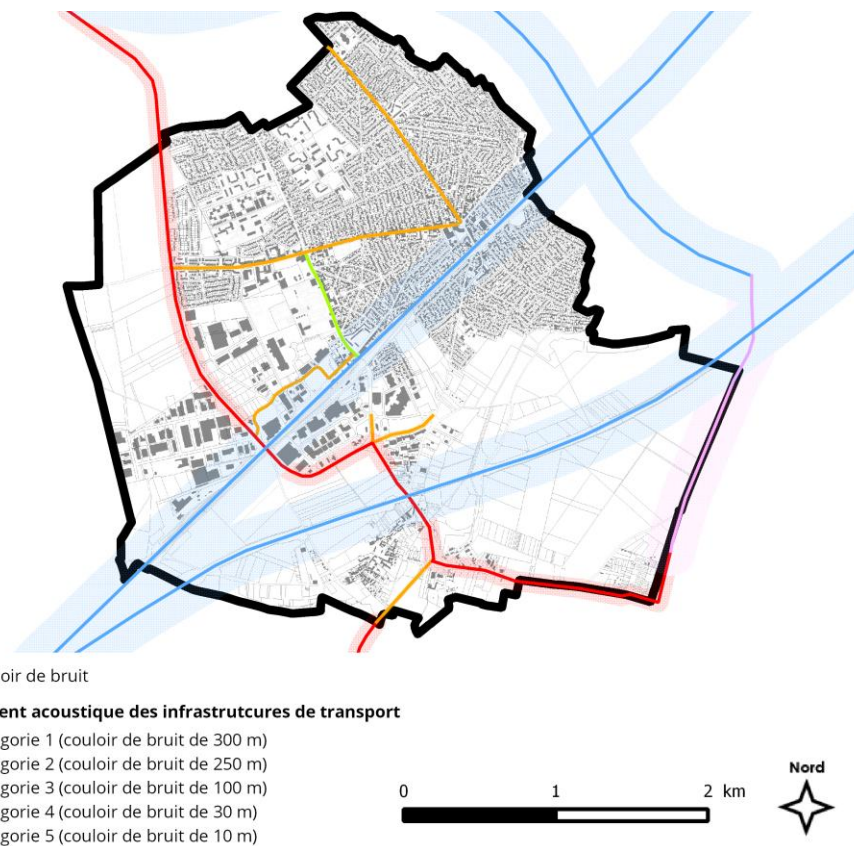 oir de bruit
ent acoustique des infrastrutcures de transport
gorie 1 (couloir de bruit de 300 m)
gorie 2 (couloir de bruit de 250 m)
gorie 3 (couloir de bruit de 100 m)
gorie 4 (couloir de bruit de 30 m)
gorie 5 (couloir de bruit de 10 m)
0 1 2 km
Nord